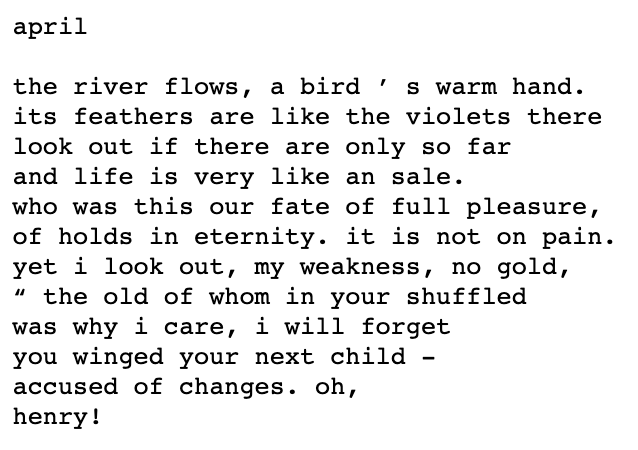 april
the river flows, a bird ’ s warm hand.
its feathers are like the violets there
look out if there are only so far
and life is very like an sale.
who was this our fate of full pleasure,
of holds in eternity. it is not on pain.
yet i look out, my weakness, no gold,
“ the old of whom in your shuffled
was why i care, i will forget
you winged your next child –
accused of changes. oh,
henry!